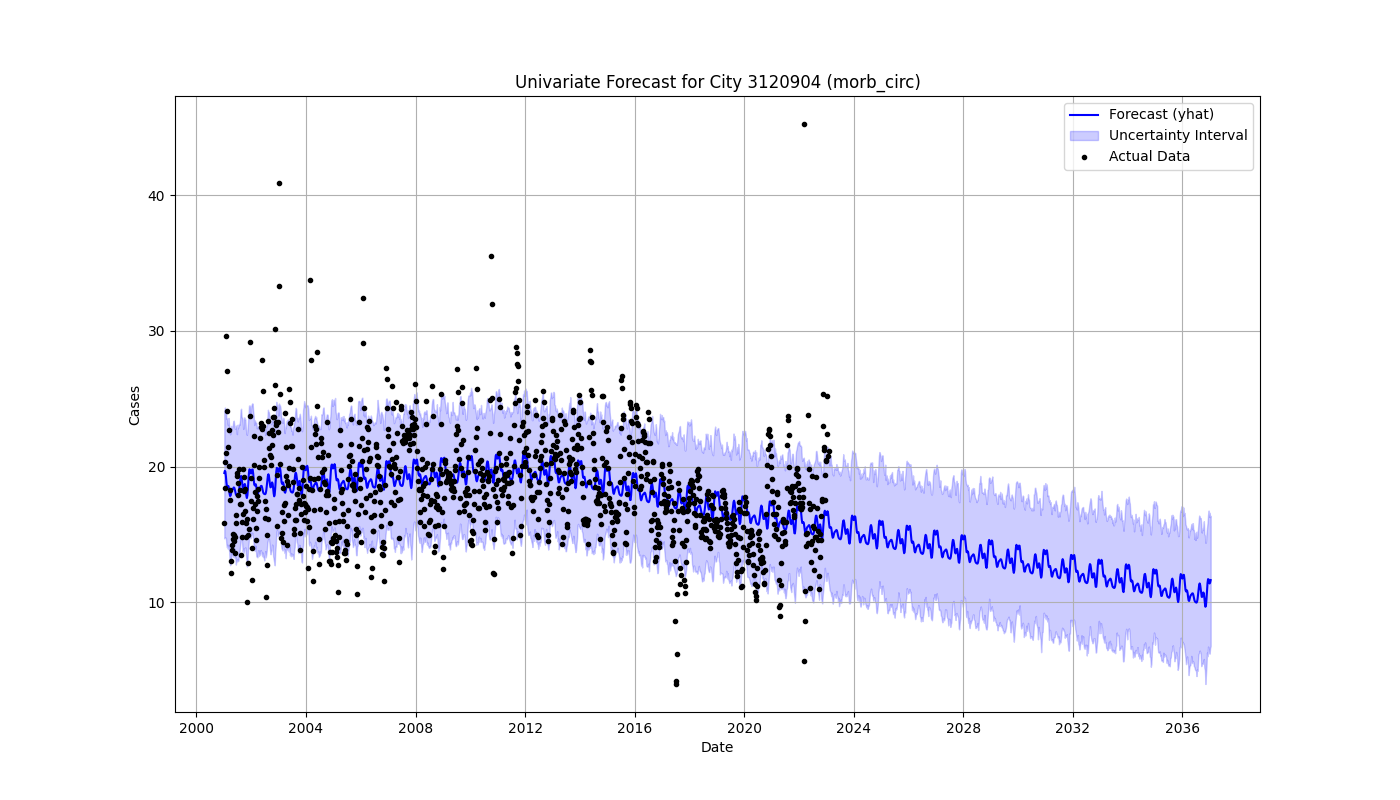 Univariate Forecast for City 3120904 (morb_circ)
Forecast (yhat)
Uncertainty Interval
Actual Data
Cases
40
30
20
10
2000 2004 2008 2012 2016 2020 2024 2028 2032 2036
Date